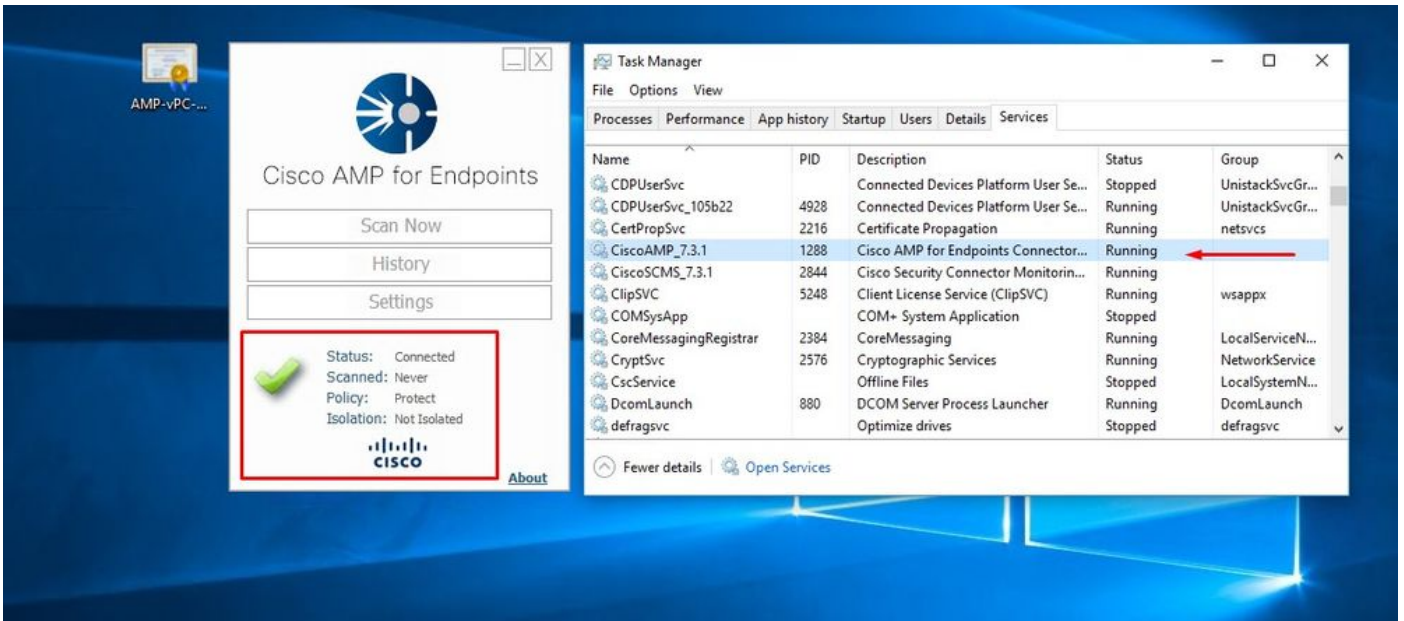 AMP-vPC-...
Cisco AMP for Endpoints
Scan Now
History
Settings
Status: Connected
Scanned: Never
Policy: Protect
Isolation: Not Isolated
CISCO
About
Task Manager
File Options View
Processes Performance App history Startup Users Details Services
Name PID Description Status Group
CDPUserSvc Connected Devices Platform User Se... Stopped UnistackSvcGr...
CDPUserSvc_105b22 4928 Connected Devices Platform User Se... Running UnistackSvcGr...
CertPropSvc 2216 Certificate Propagation Running netsvcs
CiscoAMP_7.3.1 1288 Cisco AMP for Endpoints Connector... Running
CiscoSCMS_7.3.1 2844 Cisco Security Connector Monitorin... Running
ClipSVC 5248 Client License Service (ClipSVC) Running wsappx
COMSysApp COM+ System Application Stopped
CoreMessagingRegistrar 2384 CoreMessaging Running LocalServiceN...
CryptSvc 2576 Cryptographic Services Running NetworkService
CscService Offline Files Stopped LocalSystemN...
DcomLaunch 880 DCOM Server Process Launcher Running DcomLaunch
defragsvc Optimize drives Stopped defragsvc
Fewer details Open Services